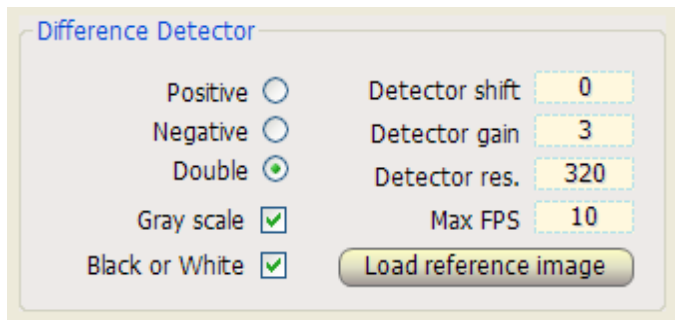 Difference Detector
Positive
Negative
Double
Gray scale
Black or White
Detector shift 0
Detector gain 3
Detector res. 320
Max FPS 10
Load reference image